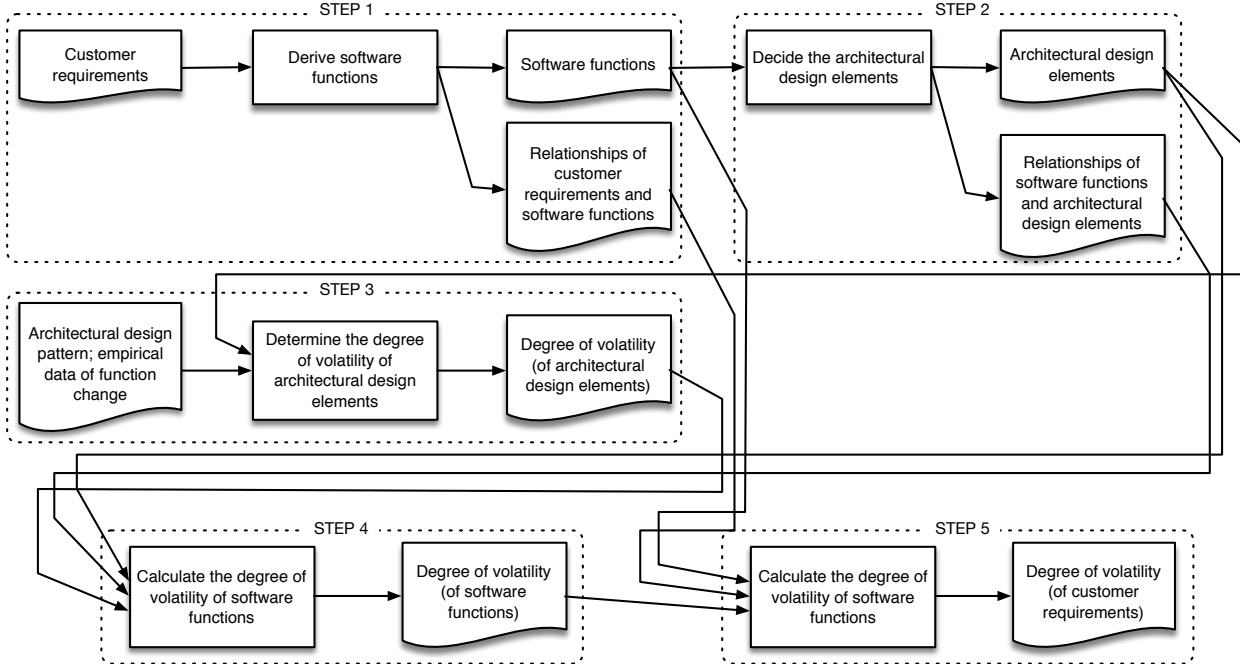 STEP 1
Customer
requirements
Derive software
functions
Software functions
Relationships of
customer
requirements and
software functions
STEP 2
Decide the architectural
design elements
Architectural design
elements
Relationships of
software functions
and architectural
design elements
STEP 3
Architectural design
pattern; empirical
data of function
change
Determine the degree
of volatility of
architectural design
elements
Degree of volatility
(of architectural
design elements)
STEP 4
Calculate the degree of
volatility of software
functions
Degree of volatility
(of software
functions)
STEP 5
Calculate the degree of
volatility of software
functions
Degree of volatility
(of customer
requirements)